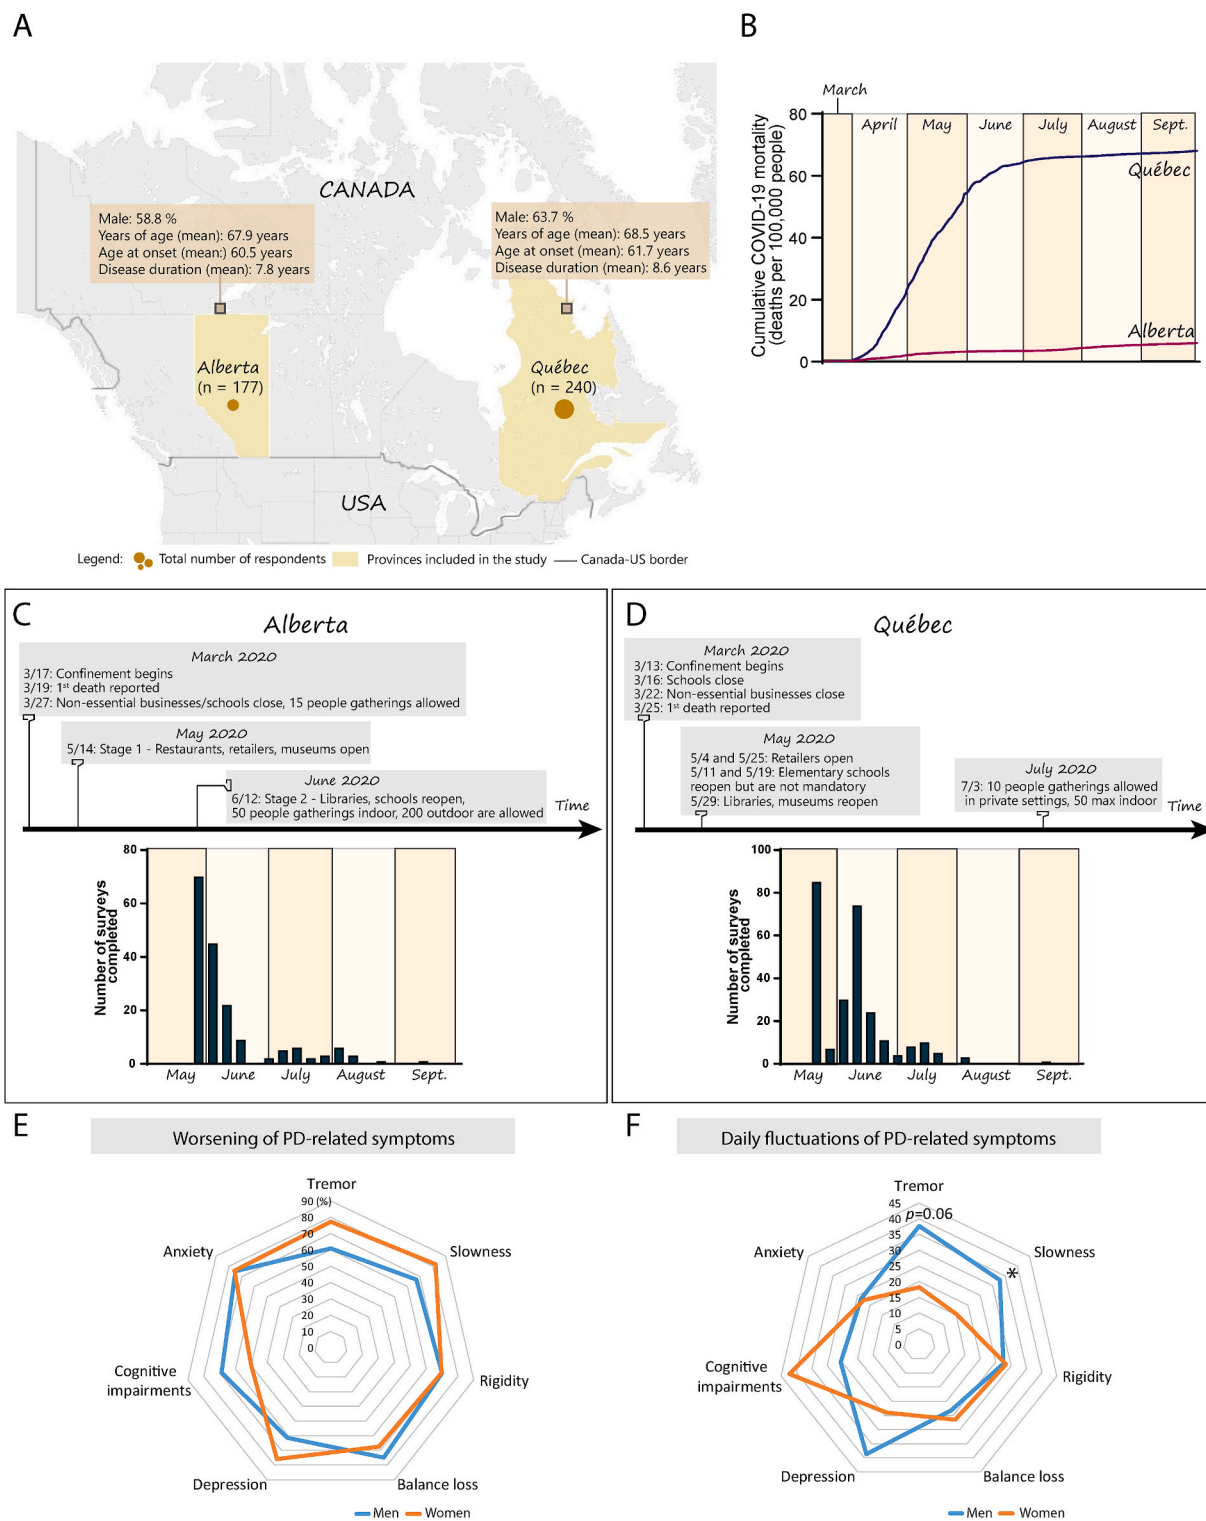 A
CANADA
Male: 58.8 %
Years of age (mean): 67.9 years
Age at onset (mean:) 60.5 years
Disease duration (mean): 7.8 years
Male: 63.7 %
Years of age (mean): 68.5 years
Age at onset (mean): 61.7 years
Disease duration (mean): 8.6 years
Alberta
(n = 177)
Québec
(n = 240)
USA
Legend: Total number of respondents Provinces included in the study Canada-US border
B
March
April May June July August Sept.
Cumulative COVID-19 mortality
(deaths per 100,000 people)
80
60
40
20
0
Québec
Alberta
C
Alberta
March 2020
3/17: Confinement begins
3/19: 1st death reported
3/27: Non-essential businesses/schools close, 15 people gatherings allowed
May 2020
5/14: Stage 1 - Restaurants, retailers, museums open
June 2020
6/12: Stage 2 - Libraries, schools reopen,
50 people gatherings indoor, 200 outdoor are allowed
Time
Number of surveys
completed
80
60
40
20
0
May June July August Sept.
D
Québec
March 2020
3/13: Confinement begins
3/16: Schools close
3/22: Non-essential businesses close
3/25: 1st death reported
May 2020
5/4 and 5/25: Retailers open
5/11 and 5/19: Elementary schools
reopen but are not mandatory
5/29: Libraries, museums reopen
July 2020
7/3: 10 people gatherings allowed
in private settings, 50 max indoor
Time
Number of surveys
completed
100
80
60
40
20
0
May June July August Sept.
E
Worsening of PD-related symptoms
Tremor
90 (%)
80
70
60
50
40
30
20
10
0
Slowness
Rigidity
Balance loss
Depression
Cognitive
impairments
Anxiety
Men Women
F
Daily fluctuations of PD-related symptoms
Tremor
45
40
p=0.06
35
30
25
20
15
10
5
0
Slowness
*
Rigidity
Balance loss
Depression
Cognitive
impairments
Anxiety
Men Women